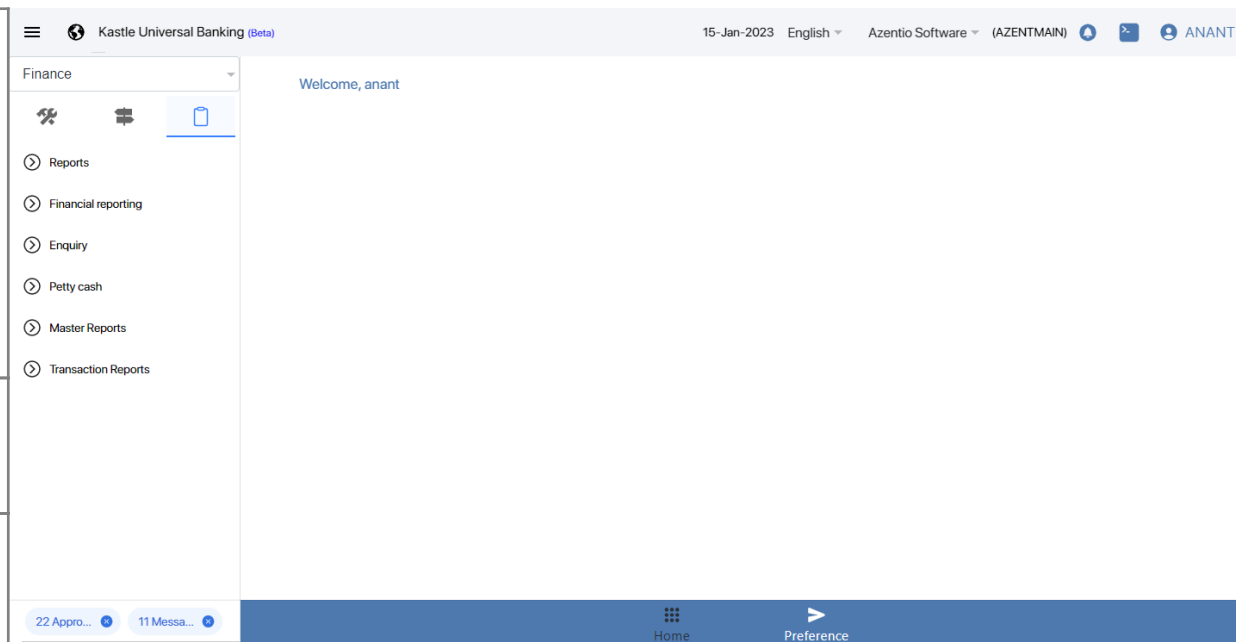 Kastle Universal Banking (Beta) 15-Jan-2023 English Azentio Software (AZENTMAIN) ANANT
Finance
Welcome, anant
Reports
Financial reporting
Enquiry
Petty cash
Master Reports
Transaction Reports
22 Appro... 11 Messa...
Home Preference